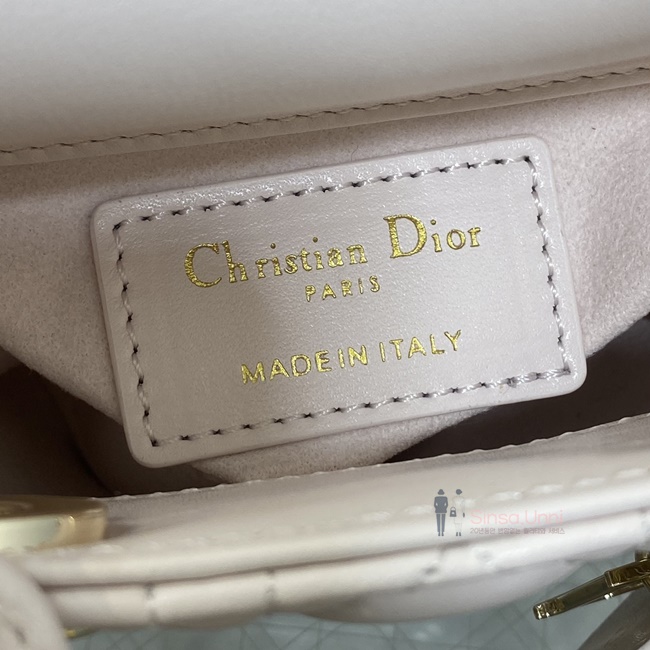 Christian Dior
PARIS
MADE IN ITALY
Sinsa Unni